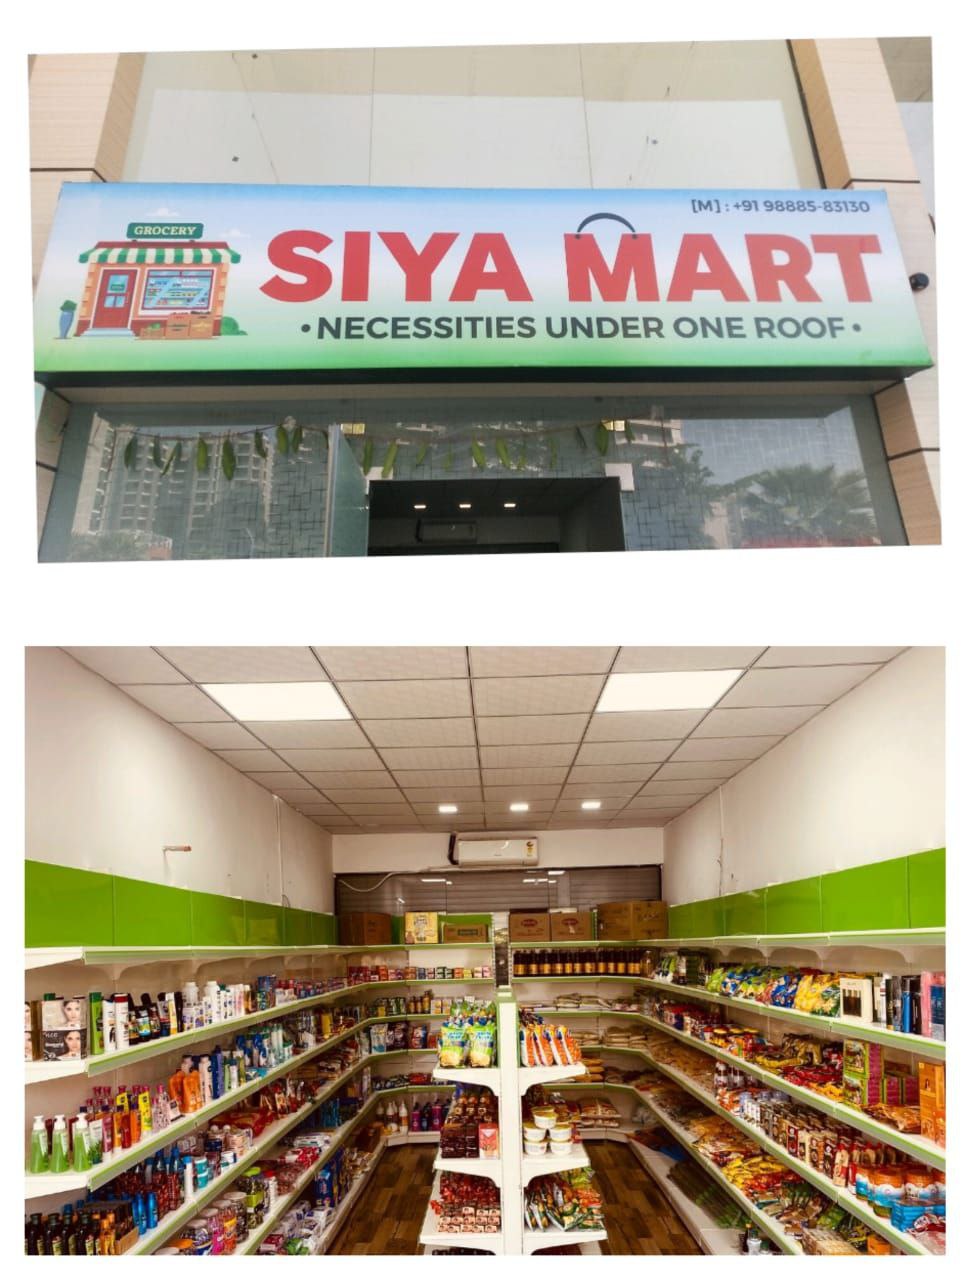 [M] : +91 98885-83130
GROCERY
SIYA MART
•NECESSITIES UNDER ONE ROOF•